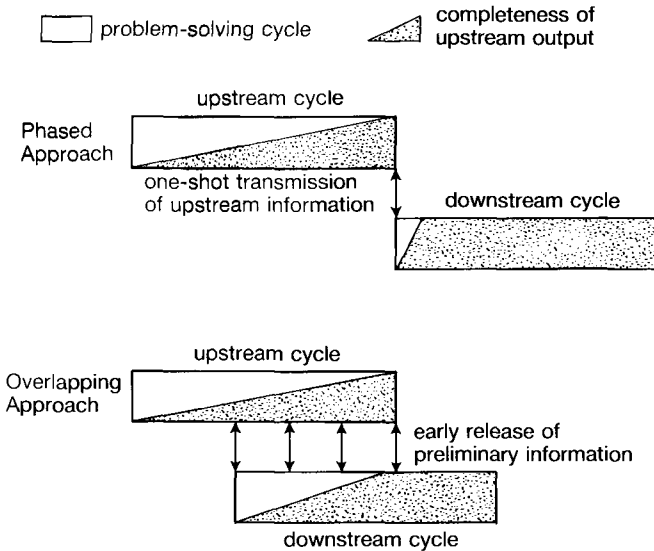 problem-solving cycle
completeness of
upstream output
upstream cycle
Phased
Approach
one-shot transmission
of upstream information
downstream cycle
upstream cycle
Overlapping
Approach
early release of
preliminary information
downstream cycle